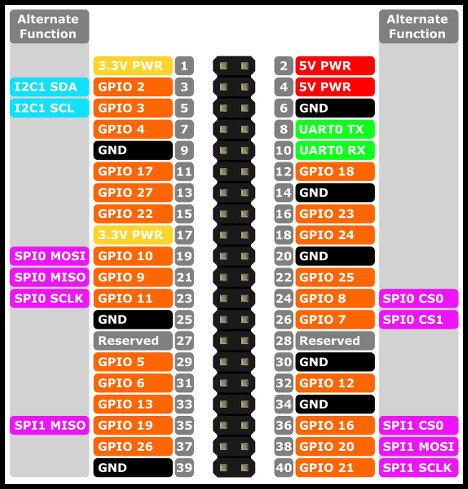 Alternate Function Alternate Function
3.3V PWR 1 2 5V PWR
I2C1 SDA GPIO 2 3 4 5V PWR
I2C1 SCL GPIO 3 5 6 GND
GPIO 4 7 8 UART0 TX
GND 9 10 UART0 RX
GPIO 17 11 12 GPIO 18
GPIO 27 13 14 GND
GPIO 22 15 16 GPIO 23
3.3V PWR 17 18 GPIO 24
SPI0 MOSI GPIO 10 19 20 GND
SPI0 MISO GPIO 9 21 22 GPIO 25
SPI0 SCLK GPIO 11 23 24 GPIO 8 SPI0 CS0
GND 25 26 GPIO 7 SPI0 CS1
Reserved 27 28 Reserved
GPIO 5 29 30 GND
GPIO 6 31 32 GPIO 12
GPIO 13 33 34 GND
SPI1 MISO GPIO 19 35 36 GPIO 16 SPI1 CS0
GPIO 26 37 38 GPIO 20 SPI1 MOSI
GND 39 40 GPIO 21 SPI1 SCLK